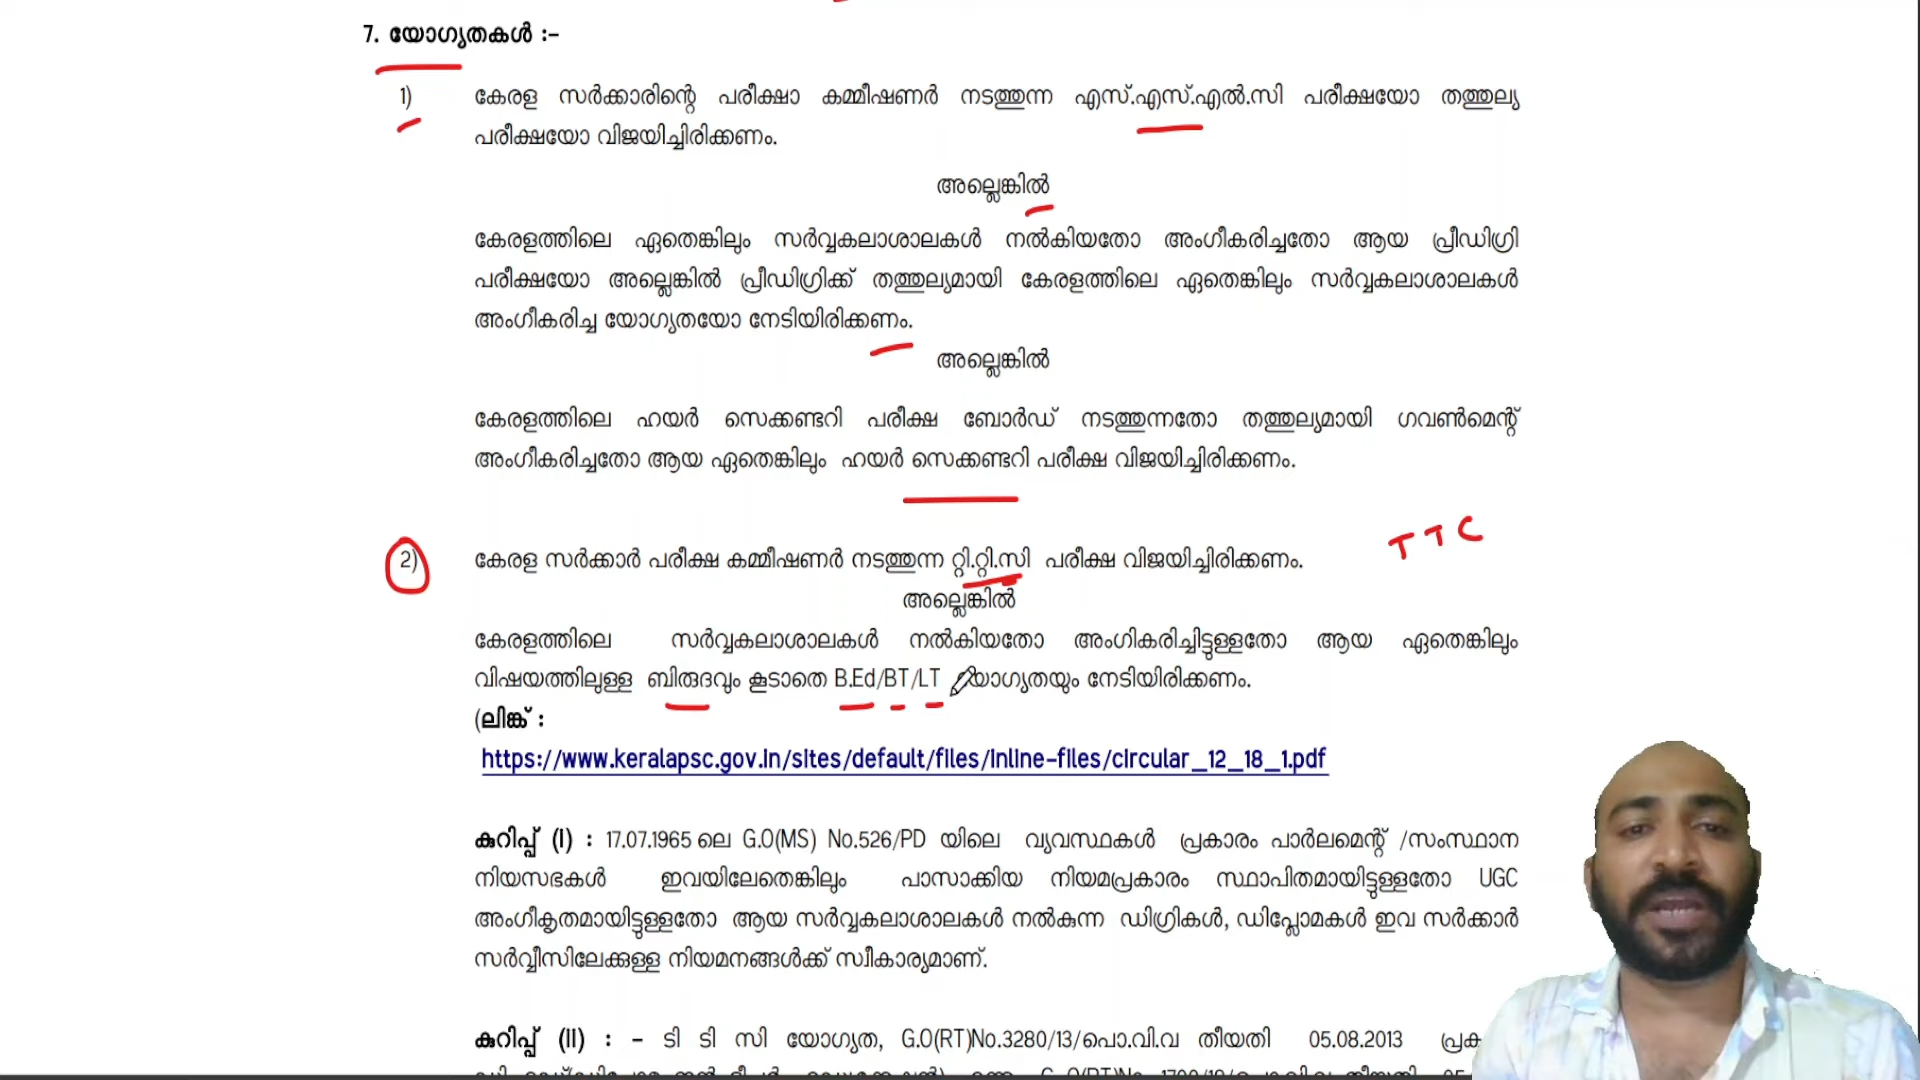 7. യോഗ്യതകൾ :-
1) കേരള സർക്കാരിന്റെ പരീക്ഷാ കമ്മീഷണർ നടത്തുന്ന എസ്.എസ്.എൽ.സി പരീക്ഷയോ തത്തുല്യ
പരീക്ഷയോ വിജയിച്ചിരിക്കണം.
അല്ലെങ്കിൽ
കേരളത്തിലെ ഏതെങ്കിലും സർവ്വകലാശാലകൾ നൽകിയതോ അംഗീകരിച്ചതോ ആയ പ്രീഡിഗ്രി
പരീക്ഷയോ അല്ലെങ്കിൽ പ്രീഡിഗ്രിക്ക് തത്തുല്യമായി കേരളത്തിലെ ഏതെങ്കിലും സർവ്വകലാശാലകൾ
അംഗീകരിച്ച യോഗ്യതയോ നേടിയിരിക്കണം.
അല്ലെങ്കിൽ
കേരളത്തിലെ ഹയർ സെക്കണ്ടറി പരീക്ഷ ബോർഡ് നടത്തുന്നതോ തത്തുല്യമായി ഗവൺമെന്റ്
അംഗീകരിച്ചതോ ആയ ഏതെങ്കിലും ഹയർ സെക്കണ്ടറി പരീക്ഷ വിജയിച്ചിരിക്കണം.
TTC
2) കേരള സർക്കാർ പരീക്ഷ കമ്മീഷണർ നടത്തുന്ന റ്റി.റ്റി.സി പരീക്ഷ വിജയിച്ചിരിക്കണം.
അല്ലെങ്കിൽ
കേരളത്തിലെ സർവ്വകലാശാലകൾ നൽകിയതോ അംഗികരിച്ചിട്ടുള്ളതോ ആയ ഏതെങ്കിലും
വിഷയത്തിലുള്ള ബിരുദവും കൂടാതെ B.Ed/BT/LT യോഗ്യതയും നേടിയിരിക്കണം.
(ലിങ്ക് :
https://www.keralapsc.gov.in/sites/default/files/inline-files/circular_12_18_1.pdf
കുറിപ്പ് (I) : 17.07.1965 ലെ G.O(MS) No.526/PD യിലെ വ്യവസ്ഥകൾ പ്രകാരം പാർലമെന്റ് /സംസ്ഥാന
നിയസഭകൾ ഇവയിലേതെങ്കിലും പാസാക്കിയ നിയമപ്രകാരം സ്ഥാപിതമായിട്ടുള്ളതോ UGC
അംഗീകൃതമായിട്ടുള്ളതോ ആയ സർവ്വകലാശാലകൾ നൽകുന്ന ഡിഗ്രികൾ, ഡിപ്ലോമകൾ ഇവ സർക്കാർ
സർവ്വീസിലേക്കുള്ള നിയമനങ്ങൾക്ക് സ്വീകാര്യമാണ്.
കുറിപ്പ് (II) : - ടി ടി സി യോഗ്യത, G.O(RT)No.3280/13/പൊ.വി.വ തീയതി 05.08.2013